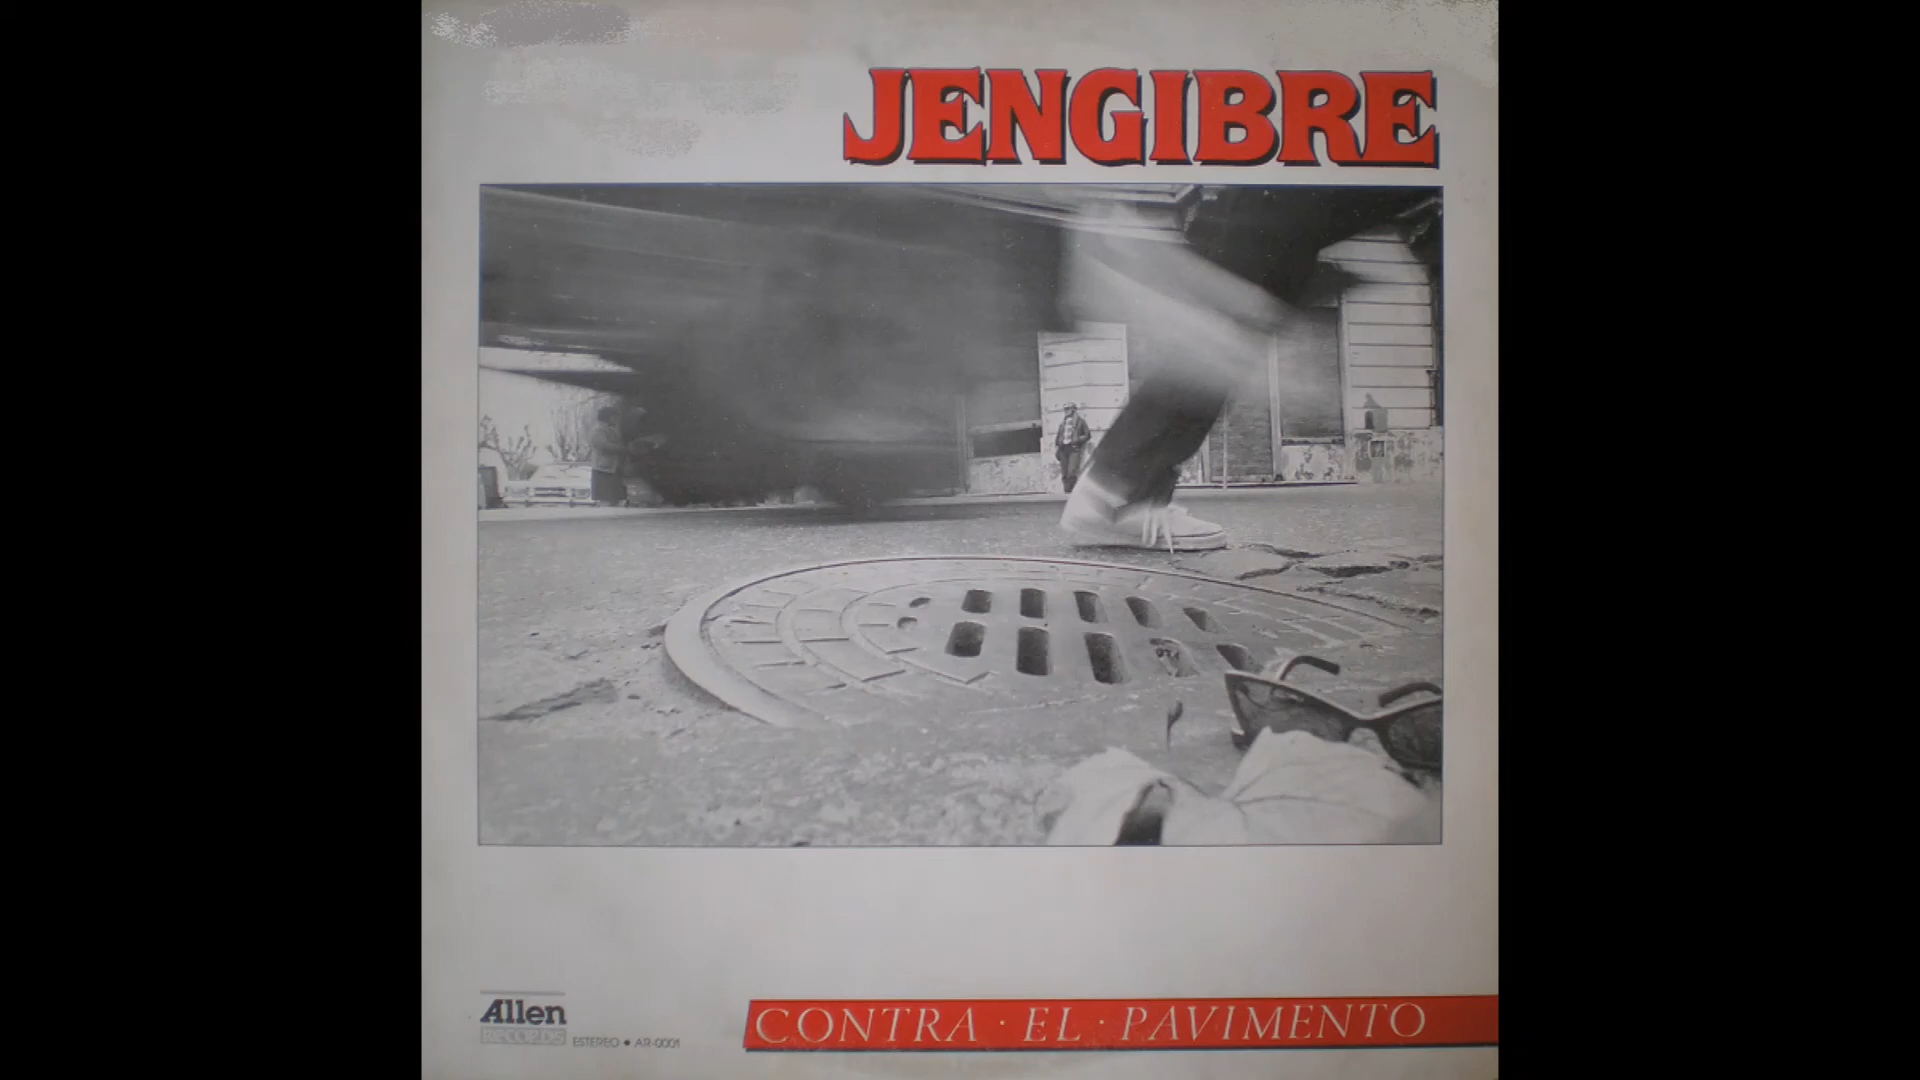 JENGIBRE
Allen
RECORDS
ESTEREO • AR-0001
CONTRA · EL · PAVIMENTO